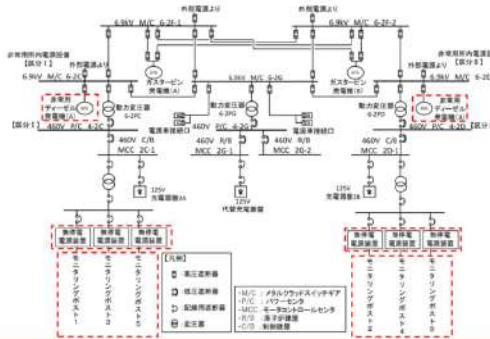 外部電源より
外部電源より
6.9kV M/C 6-2F-1
6.9kV M/C 6-2F-2
非常用所内電源設備
【区分Ⅰ】
外部電源より
6.9kV M/C 6-2C
ガスタービン
発電機(A)
6.9kV M/C 6-2G
ガスタービン
発電機(B)
非常用所内電源設備
【区分Ⅱ】
外部電源より
6.9kV M/C 6-2D
非常用
ディーゼル
発電機(A)
動力変圧器
6-2PC
動力変圧器
6-2PG
動力変圧器
6-2PD
非常用
ディーゼル
電源車接続口
電源車接続口
460V P/C 4-2C
460V P/C 4-2G
460V P/C 4-2D
460V C/B
MCC 2C-1
460V R/B
MCC 2G-1
460V R/B
MCC 2G-2
460V C/B
MCC 2D-1
125V
充電器盤2A
125V
代替充電器盤
125V
充電器盤2B
無停電
電源装置
無停電
電源装置
無停電
電源装置
無停電
電源装置
無停電
電源装置
無停電
電源装置
モニタリングポスト1
モニタリングポスト3
モニタリングポスト5
モニタリングポスト2
モニタリングポスト4
モニタリングポスト6
【凡例】
:高圧遮断器
:低圧遮断器
:配線用遮断器
:変圧器
・M/C :メタルクラッドスイッチギア
・P/C :パワーセンタ
・MCC :モータコントロールセンタ
・R/B :原子炉建屋
・C/B :制御建屋